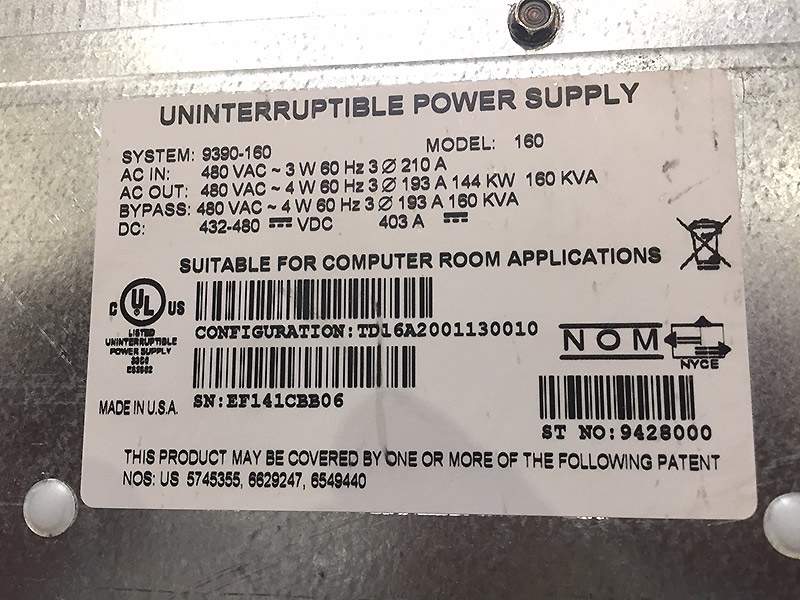 UNINTERRUPTIBLE POWER SUPPLY
SYSTEM: 9390-160 MODEL: 160
AC IN: 480 VAC ~ 3 W 60 Hz 3 Ø 210 A
AC OUT: 480 VAC ~ 4 W 60 Hz 3 Ø 193 A 144 KW 160 KVA
BYPASS: 480 VAC ~ 4 W 60 Hz 3 Ø 193 A 160 KVA
DC: 432-480 ⎓ VDC 403 A ⎓
SUITABLE FOR COMPUTER ROOM APPLICATIONS
C UL US
LISTED
UNINTERRUPTIBLE
POWER SUPPLY
CONFIGURATION:TD16A2001130010
NOM
NYCE
SN:EF141CBB06
MADE IN U.S.A.
ST NO:9428000
THIS PRODUCT MAY BE COVERED BY ONE OR MORE OF THE FOLLOWING PATENT
NOS: US 5745355, 6629247, 6549440